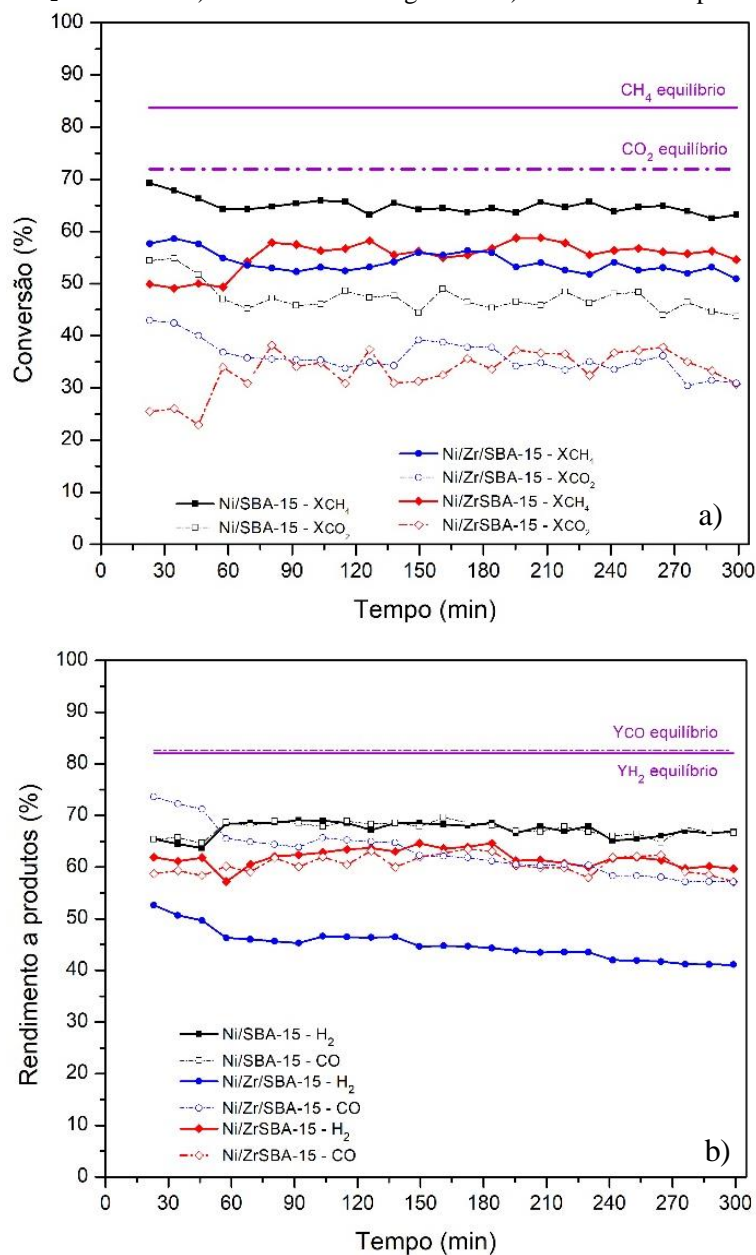 100
90
80
70
60
50
40
30
20
10
0
Conversão (%)
CH₄ equilíbrio
CO₂ equilíbrio
Ni/SBA-15 - XCH₄
Ni/SBA-15 - XCO₂
Ni/Zr/SBA-15 - XCH₄
Ni/Zr/SBA-15 - XCO₂
Ni/ZrSBA-15 - XCH₄
Ni/ZrSBA-15 - XCO₂
a)
0 30 60 90 120 150 180 210 240 270 300
Tempo (min)
100
90
80
70
60
50
40
30
20
10
0
Rendimento a produtos (%)
YCO equilíbrio
YH₂ equilíbrio
Ni/SBA-15 - H₂
Ni/SBA-15 - CO
Ni/Zr/SBA-15 - H₂
Ni/Zr/SBA-15 - CO
Ni/ZrSBA-15 - H₂
Ni/ZrSBA-15 - CO
b)
0 30 60 90 120 150 180 210 240 270 300
Tempo (min)